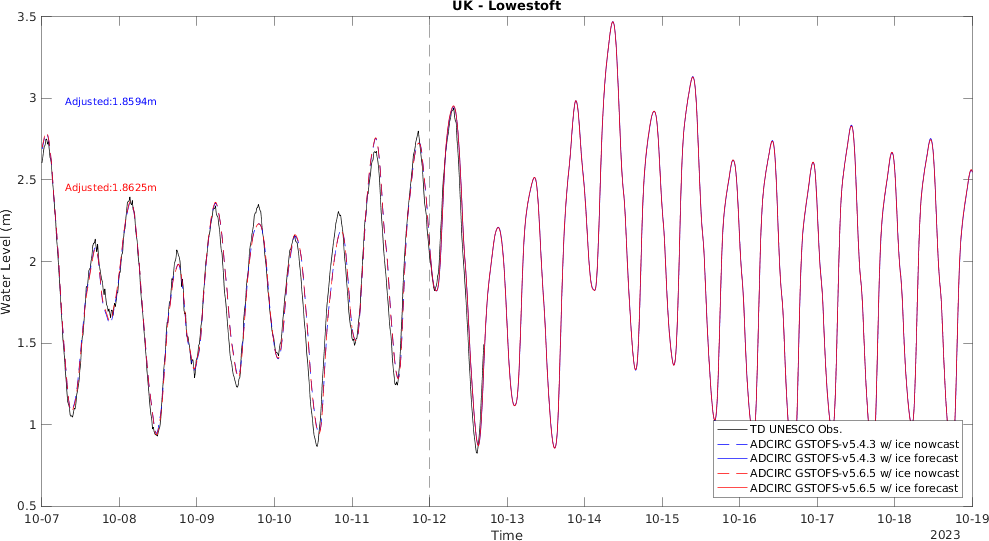 UK - Lowestoft
3.5
3
2.5
2
1.5
1
0.5
Water Level (m)
Adjusted:1.8594m
Adjusted:1.8625m
TD UNESCO Obs.
ADCIRC GSTOFS-v5.4.3 w/ ice nowcast
ADCIRC GSTOFS-v5.4.3 w/ ice forecast
ADCIRC GSTOFS-v5.6.5 w/ ice nowcast
ADCIRC GSTOFS-v5.6.5 w/ ice forecast
10-07 10-08 10-09 10-10 10-11 10-12 10-13 10-14 10-15 10-16 10-17 10-18 10-19
Time
2023